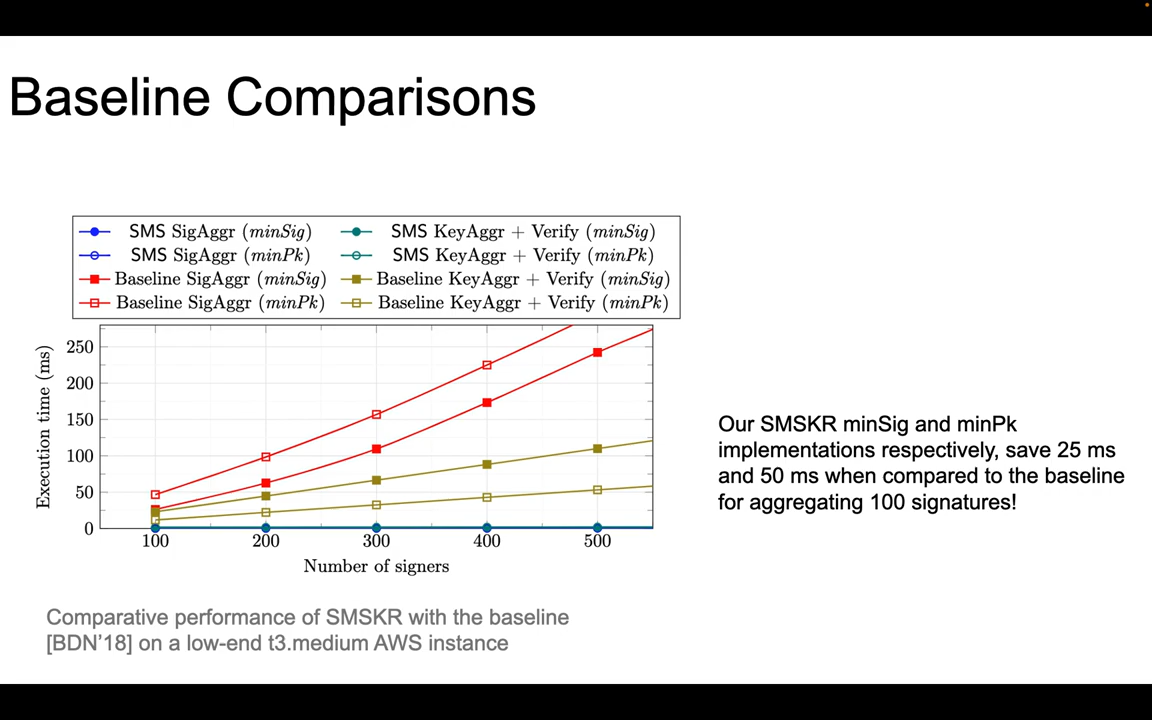 Baseline Comparisons
SMS SigAggr (minSig)
SMS KeyAggr + Verify (minSig)
SMS SigAggr (minPk)
SMS KeyAggr + Verify (minPk)
Baseline SigAggr (minSig)
Baseline KeyAggr + Verify (minSig)
Baseline SigAggr (minPk)
Baseline KeyAggr + Verify (minPk)
Execution time (ms)
250
200
150
100
50
0
100 200 300 400 500
Number of signers
Our SMSKR minSig and minPk
implementations respectively, save 25 ms
and 50 ms when compared to the baseline
for aggregating 100 signatures!
Comparative performance of SMSKR with the baseline
[BDN’18] on a low-end t3.medium AWS instance